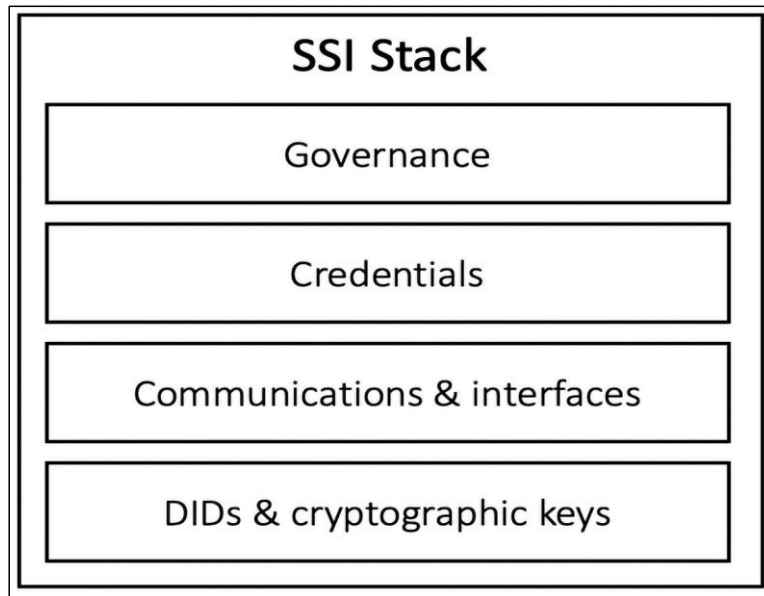 SSI Stack
Governance
Credentials
Communications & interfaces
DIDs & cryptographic keys